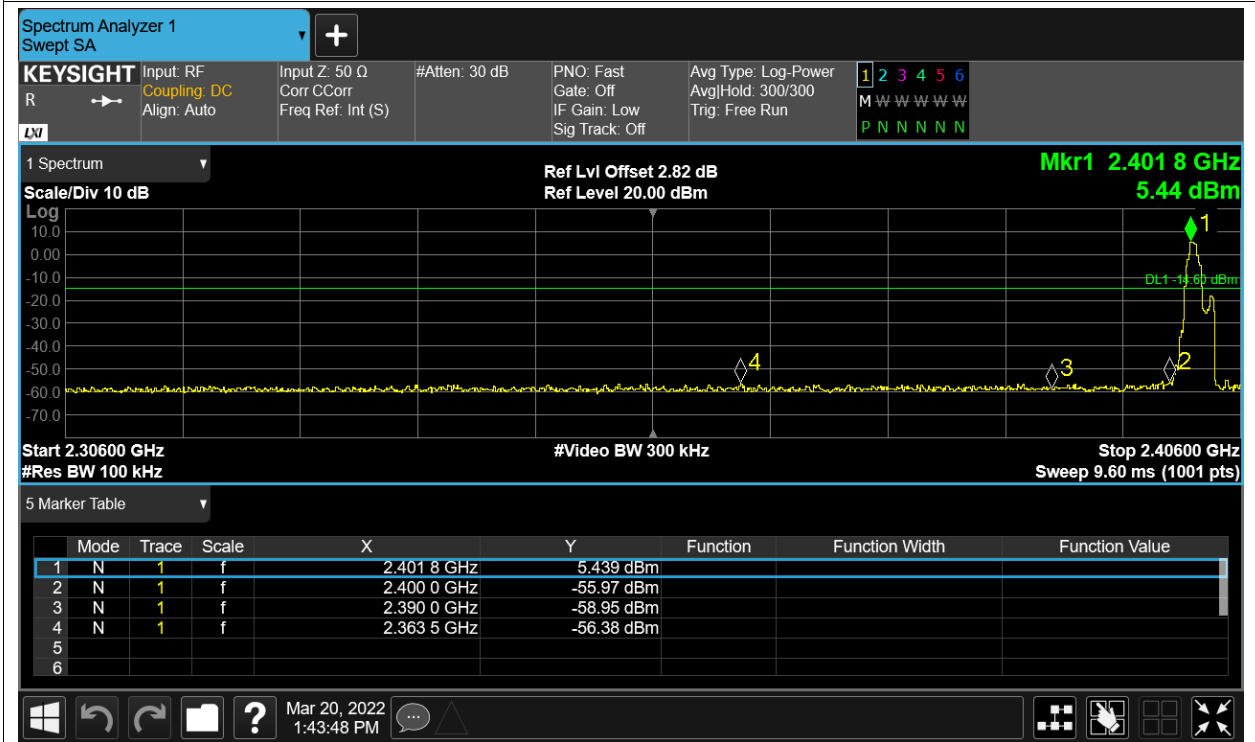 Spectrum Analyzer 1
Swept SA
+
KEYSIGHT Input: RF Input Z: 50 Ω #Atten: 30 dB PNO: Fast Avg Type: Log-Power 1 2 3 4 5 6
R Coupling: DC Corr CCorr Gate: Off Avg|Hold: 300/300 M W W W W W
Align: Auto Freq Ref: Int (S) IF Gain: Low Trig: Free Run
LXI Sig Track: Off P N N N N N
1 Spectrum Ref Lvl Offset 2.82 dB Mkr1 2.401 8 GHz
Scale/Div 10 dB Ref Level 20.00 dBm 5.44 dBm
Log
1
10.0
0.00
-10.0
DL1 -14.60 dBm
-20.0
-30.0
-40.0
4 3 2
-50.0
-60.0
-70.0
Start 2.30600 GHz #Video BW 300 kHz Stop 2.40600 GHz
#Res BW 100 kHz Sweep 9.60 ms (1001 pts)
5 Marker Table
Mode Trace Scale X Y Function Function Width Function Value
1 N 1 f 2.401 8 GHz 5.439 dBm
2 N 1 f 2.400 0 GHz -55.97 dBm
3 N 1 f 2.390 0 GHz -58.95 dBm
4 N 1 f 2.363 5 GHz -56.38 dBm
5
6
? Mar 20, 2022
1:43:48 PM